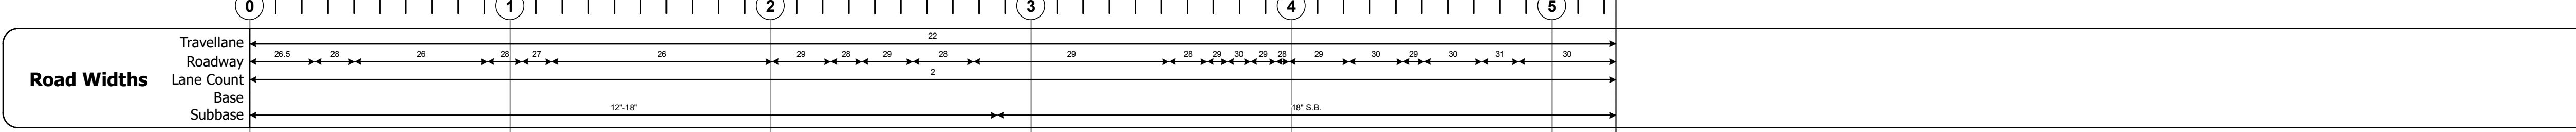 0 1 2 3 4 5
Road Widths
Travellane 22
Roadway 26.5 28 26 28 27 26 29 28 29 28 29 28 29 30 29 28 29 30 29 30 31 30
Lane Count 2
Base
Subbase 12"-18" 18" S.B.